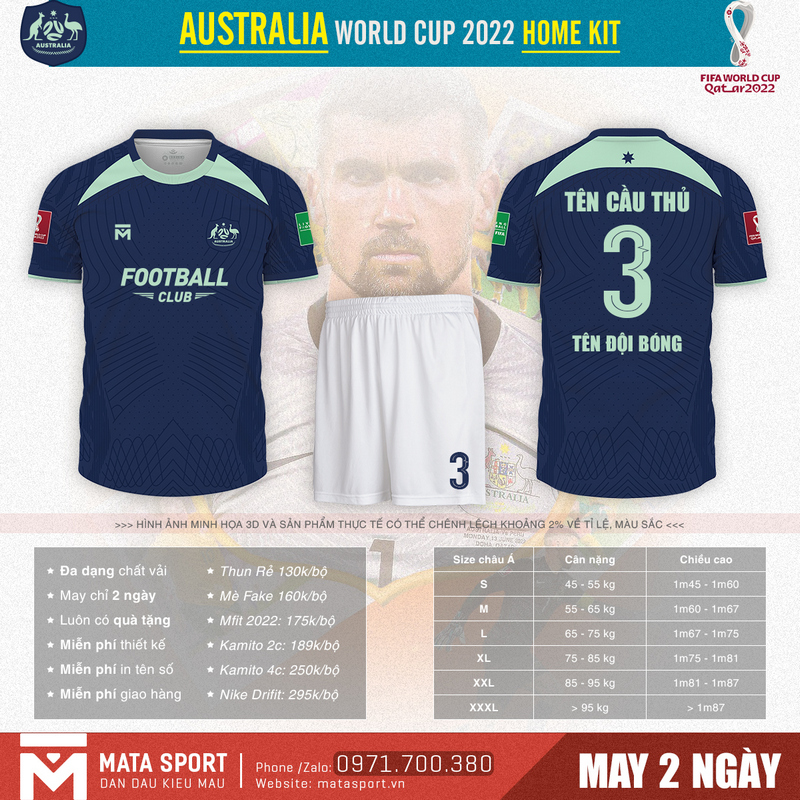 AUSTRALIA
AUSTRALIA WORLD CUP 2022 HOME KIT
FIFA WORLD CUP
Qatar2022
AUSTRALIA
FOOTBALL
CLUB
TÊN CẦU THỦ
3
TÊN ĐỘI BÓNG
3
AUSTRALIA
>>> HÌNH ẢNH MINH HỌA 3D VÀ SẢN PHẨM THỰC TẾ CÓ THỂ CHÊNH LỆCH KHOẢNG 2% VỀ TỈ LỆ, MÀU SẮC <<<
AUSTRALIA VS PERU
1
★ Đa dạng chất vải
★ May chỉ 2 ngày
★ Luôn có quà tặng
★ Miễn phí thiết kế
★ Miễn phí in tên số
★ Miễn phí giao hàng
★ Thun Rẻ 130k/bộ
★ Mè Fake 160k/bộ
★ Mfit 2022: 175k/bộ
★ Kamito 2c: 189k/bộ
★ Kamito 4c: 250k/bộ
★ Nike Drifit: 295k/bộ
Size châu Á Cân nặng Chiều cao
S 45 - 55 kg 1m45 - 1m60
M 55 - 65 kg 1m60 - 1m67
L 65 - 75 kg 1m67 - 1m75
XL 75 - 85 kg 1m75 - 1m81
XXL 85 - 95 kg 1m81 - 1m87
XXXL > 95 kg > 1m87
MATA SPORT
DAN DAU KIEU MAU
Phone /Zalo: 0971.700.380
Website: matasport.vn
MAY 2 NGÀY